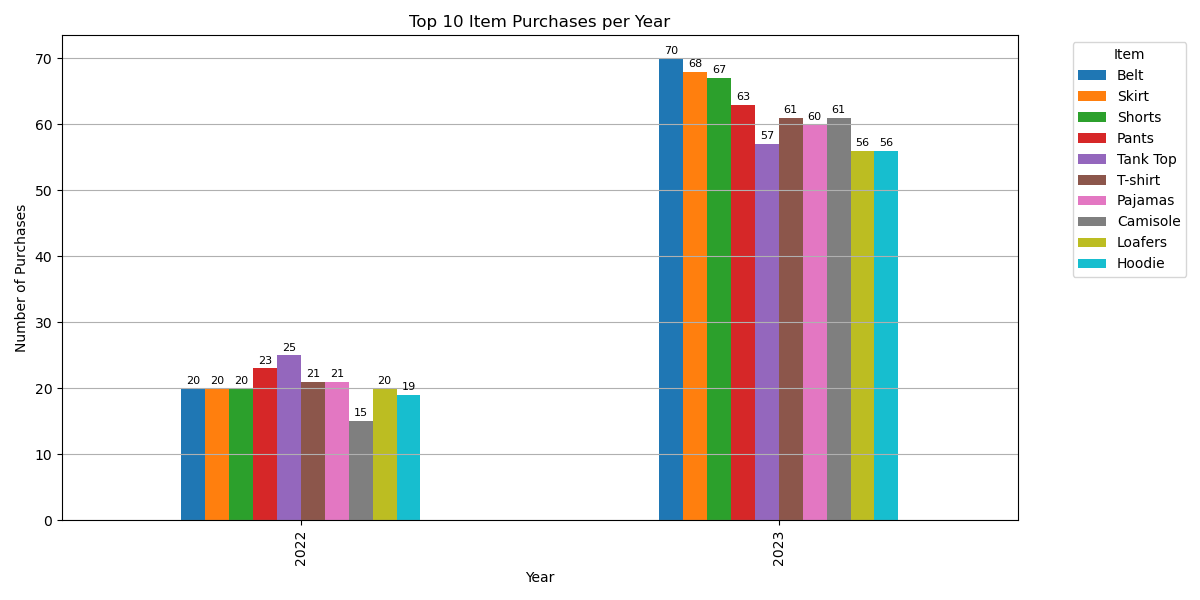 Top 10 Item Purchases per Year
Number of Purchases
70
60
50
40
30
20
10
0
20 20 20 23 25 21 21 15 20 19
70 68 67 63 57 61 60 61 56 56
2022 2023
Year
Item
Belt
Skirt
Shorts
Pants
Tank Top
T-shirt
Pajamas
Camisole
Loafers
Hoodie